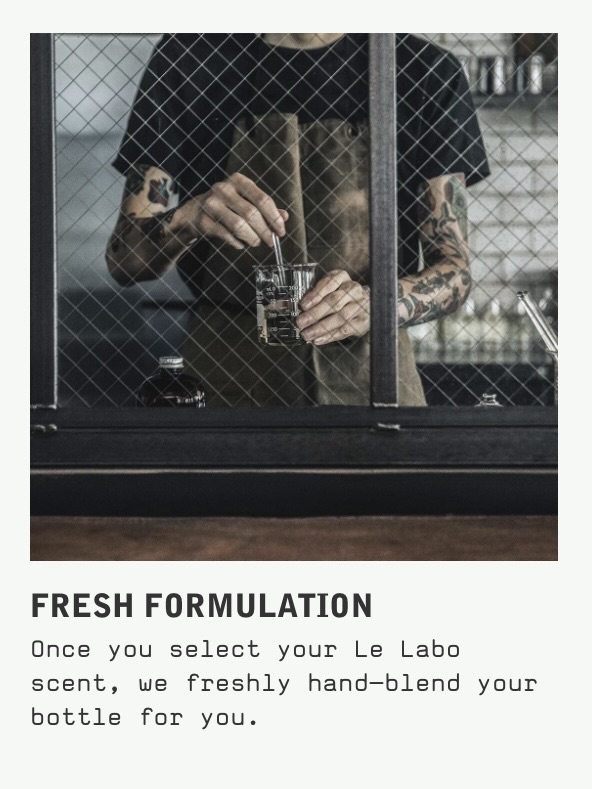 FRESH FORMULATION
Once you select your Le Labo
scent, we freshly hand-blend your
bottle for you.